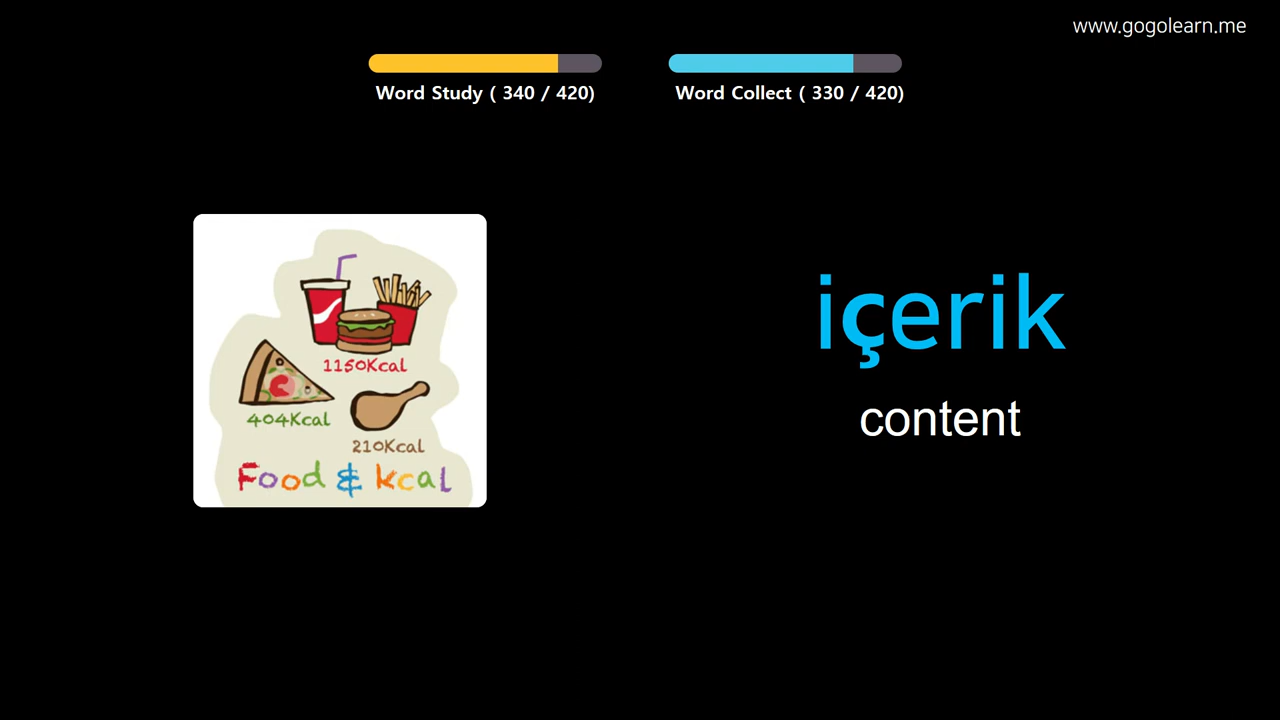 www.gogolearn.me
Word Study ( 340 / 420)
Word Collect ( 330 / 420)
1150Kcal
404Kcal
210Kcal
Food & kcal
içerik
content